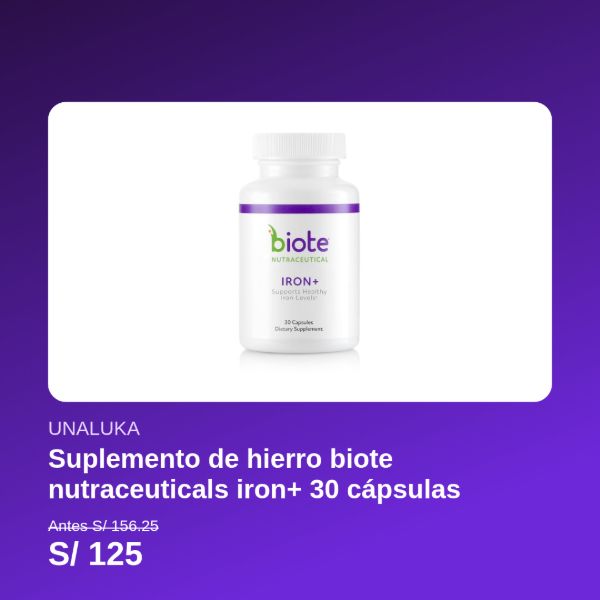 biote
NUTRACEUTICAL
IRON+
Supports Healthy
Iron Levels
30 Capsules
Dietary Supplement
UNALUKA
Suplemento de hierro biote
nutraceuticals iron+ 30 cápsulas
Antes S/ 156.25
S/ 125